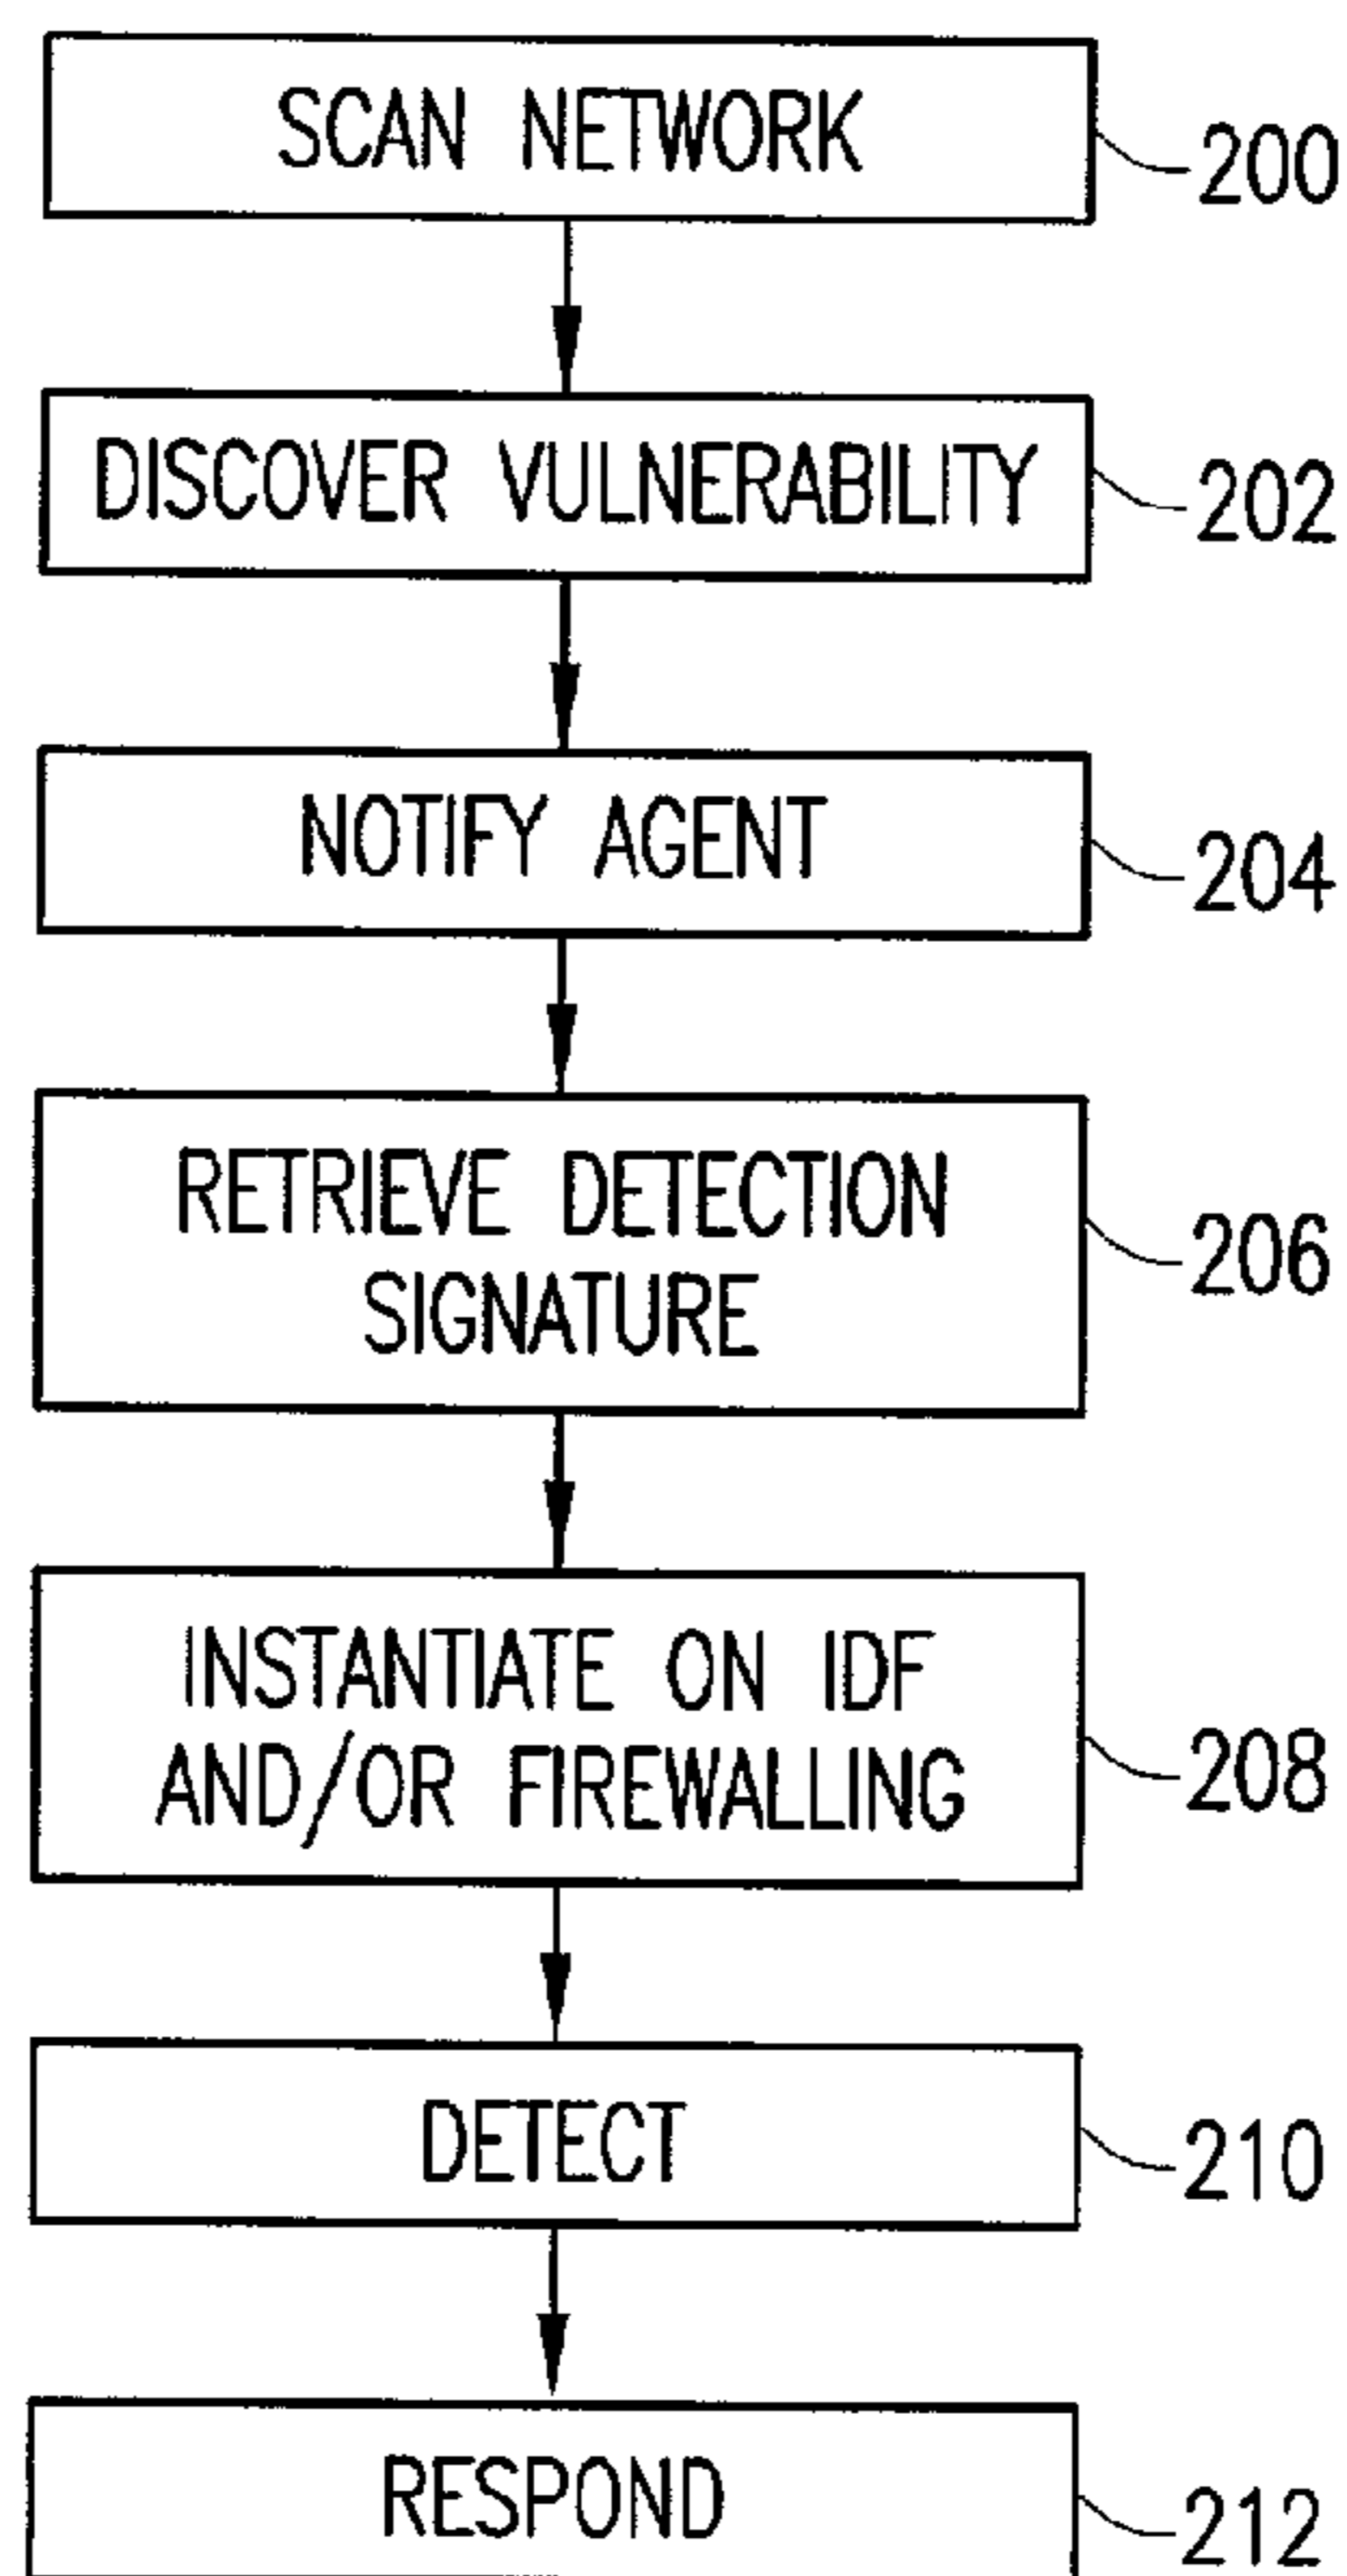 SCAN NETWORK
200
DISCOVER VULNERABILITY
202
NOTIFY AGENT
204
RETRIEVE DETECTION
SIGNATURE
206
INSTANTIATE ON IDF
AND/OR FIREWALLING
208
DETECT
210
RESPOND
212